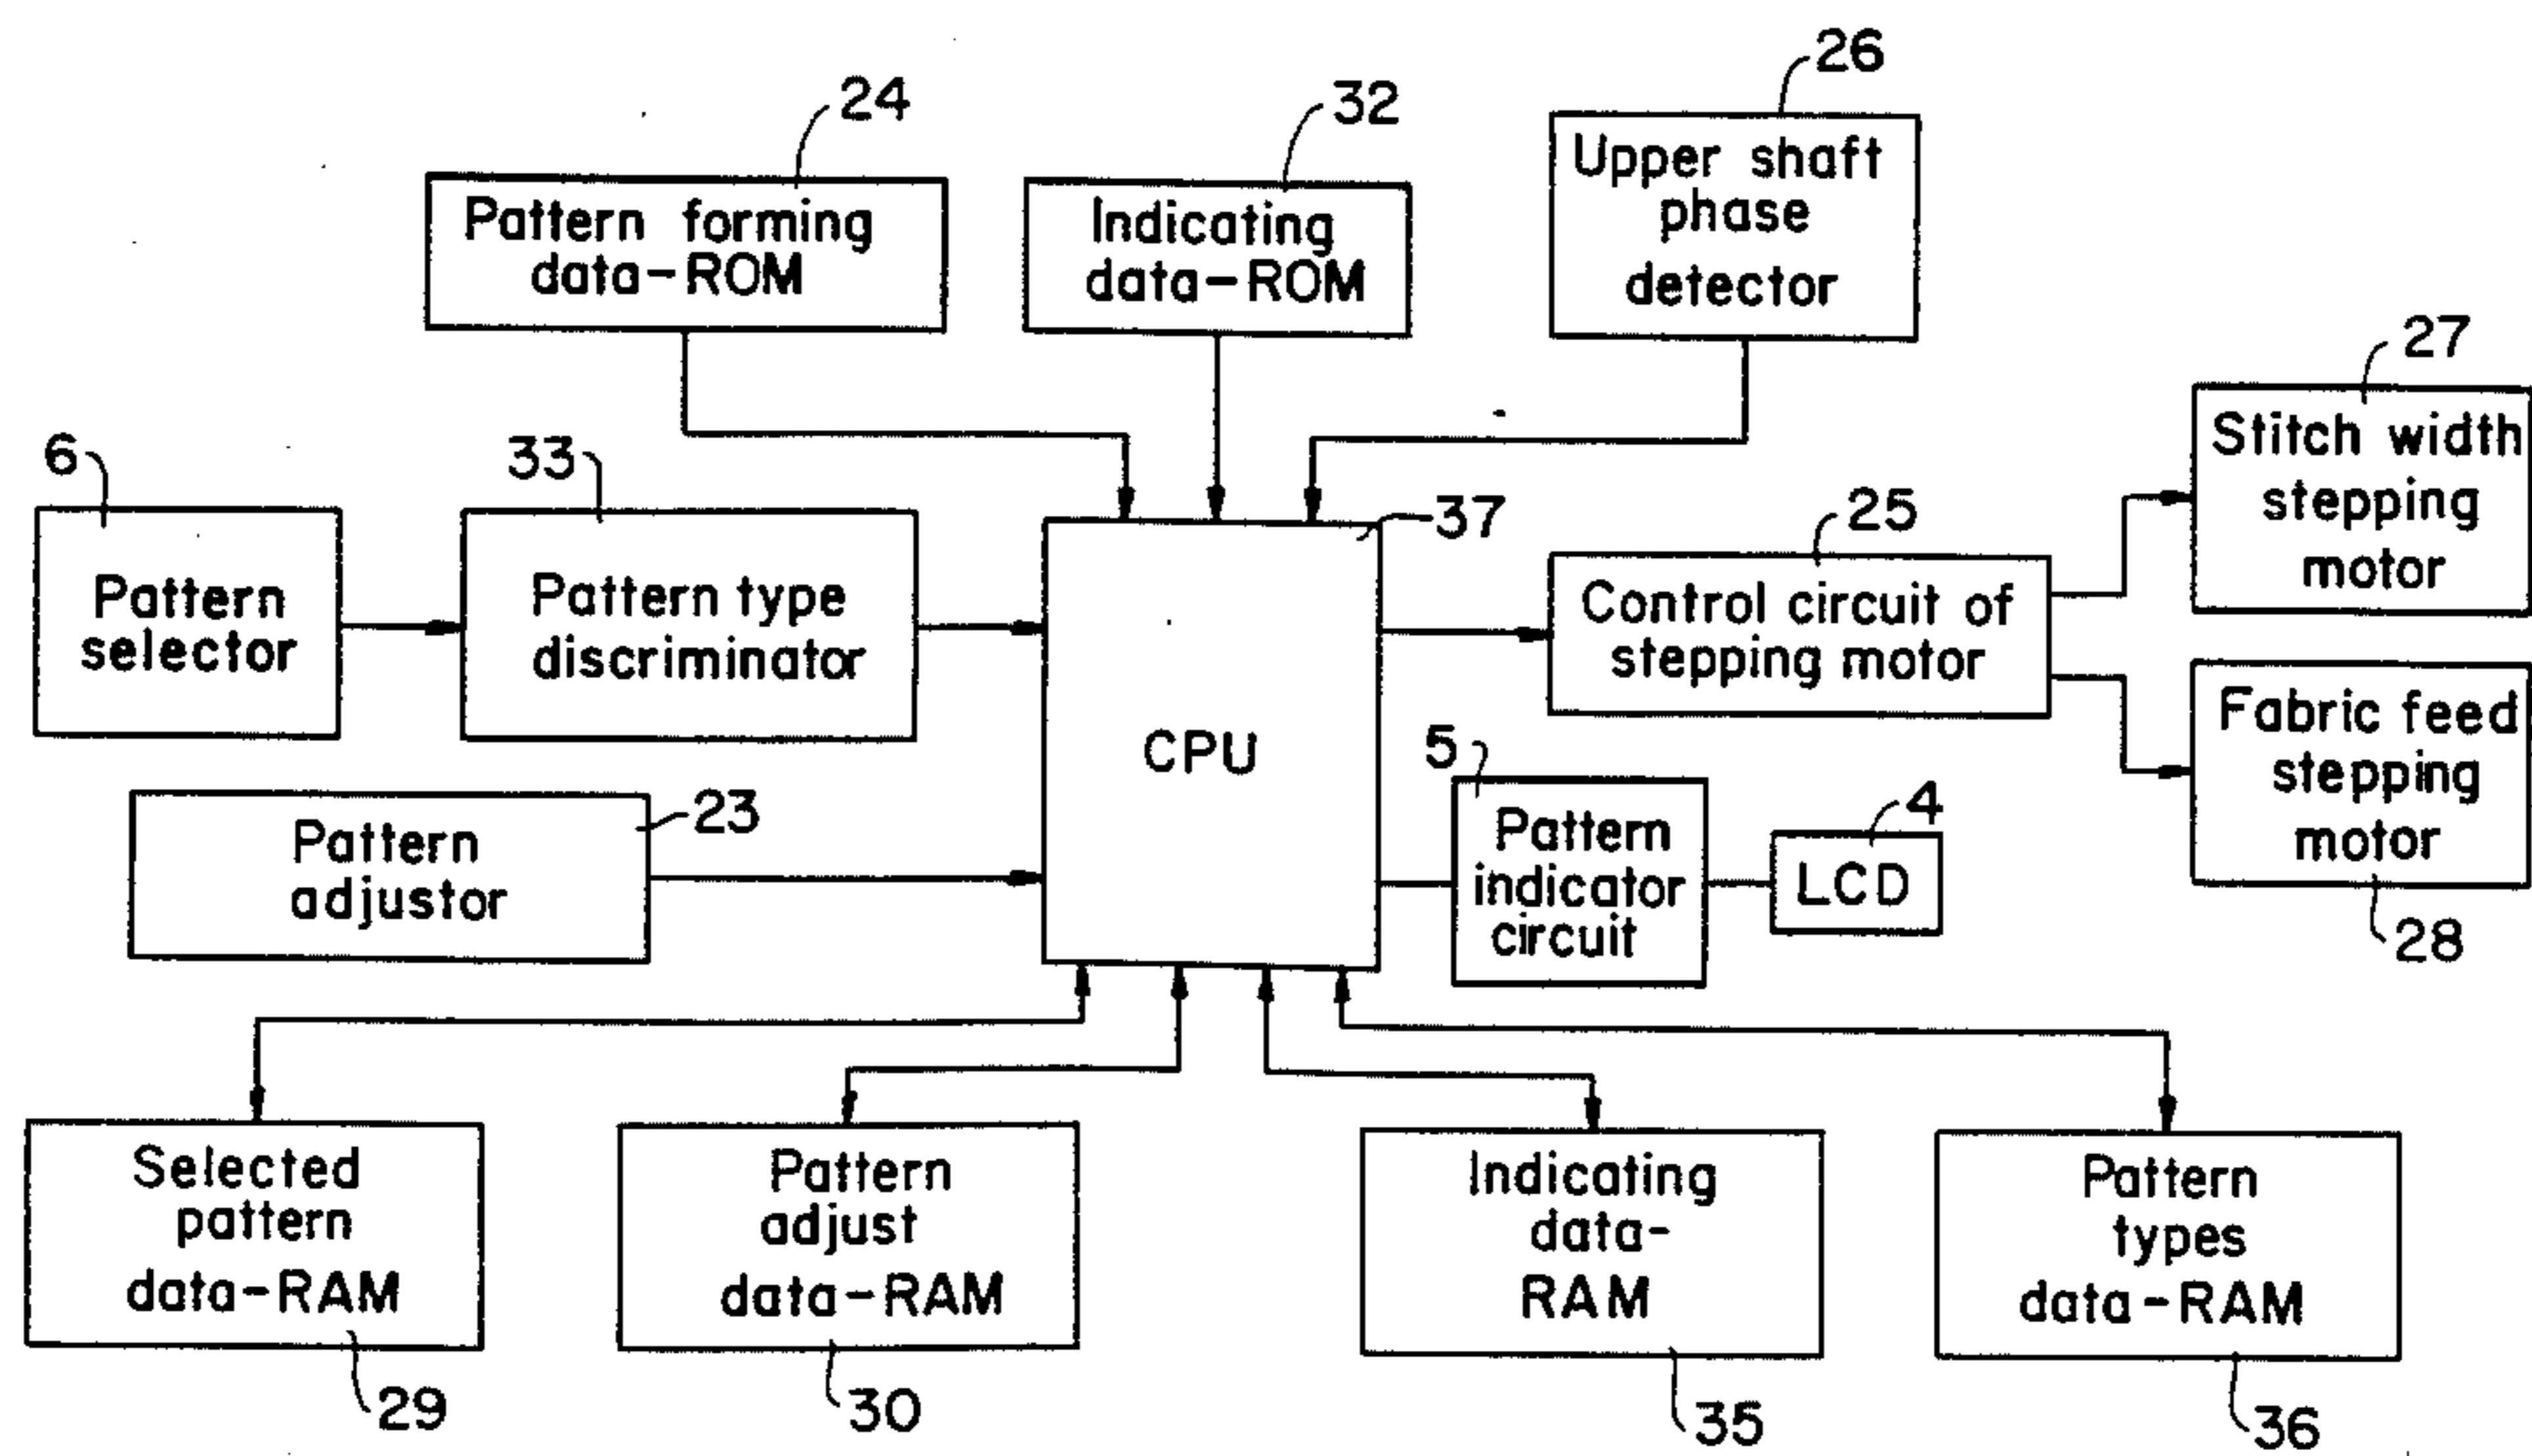 24
Pattern forming
data-ROM
32
Indicating
data-ROM
26
Upper shaft
phase
detector
6
Pattern
selector
33
Pattern type
discriminator
37
CPU
25
Control circuit of
stepping motor
27
Stitch width
stepping
motor
Fabric feed
stepping
motor
28
23
Pattern
adjustor
5
Pattern
indicator
circuit
4
LCD
Selected
pattern
data-RAM
29
Pattern
adjust
data-RAM
30
Indicating
data-
RAM
35
Pattern
types
data-RAM
36